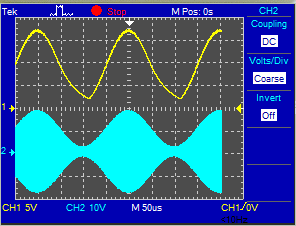 Tek Stop M Pos: 0s CH2
Coupling
DC
Volts/Div
Coarse
Invert
Off
1
2
CH1 5V CH2 10V M 50us CH1/0V